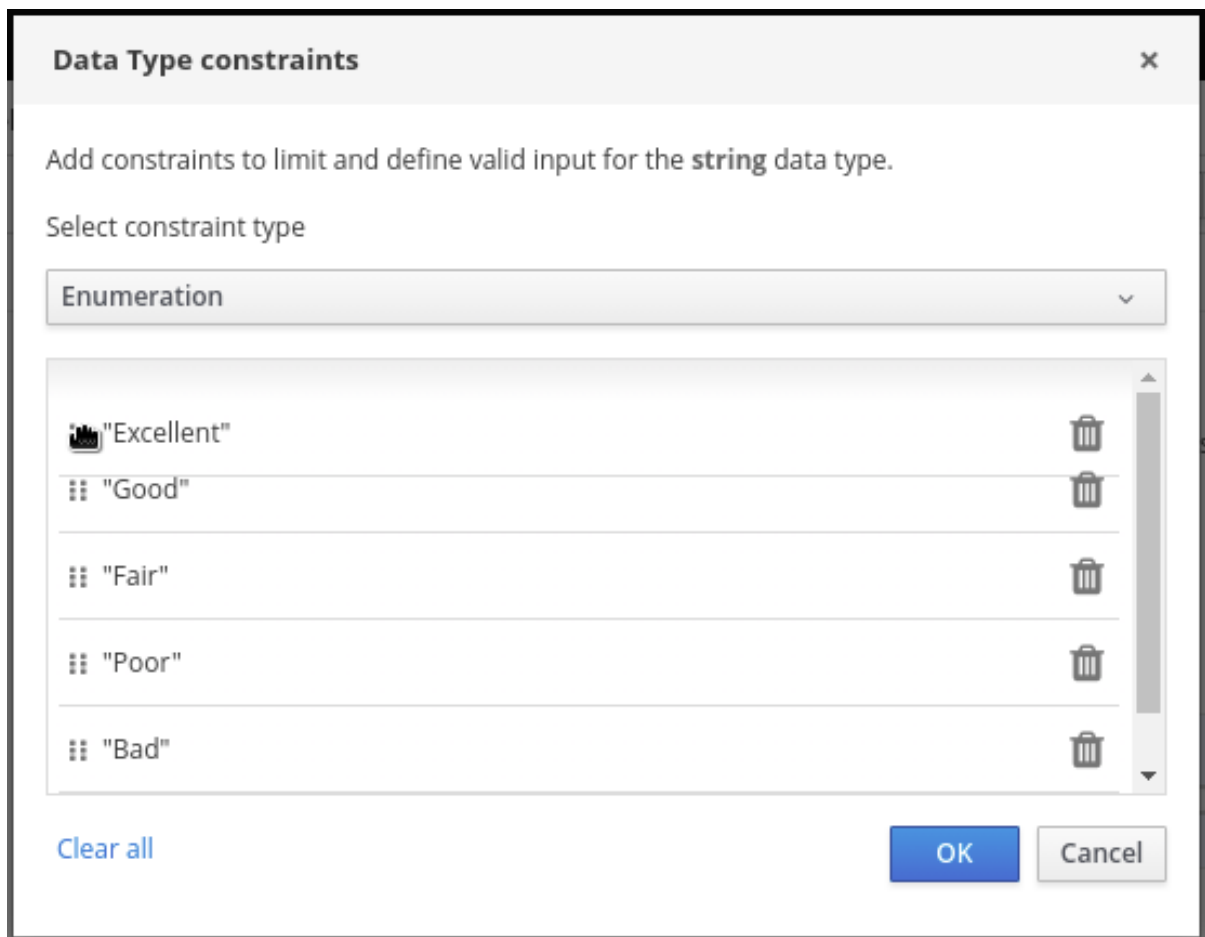 Data Type constraints
Add constraints to limit and define valid input for the string data type.
Select constraint type
Enumeration
"Excellent"
"Good"
"Fair"
"Poor"
"Bad"
Clear all
OK
Cancel